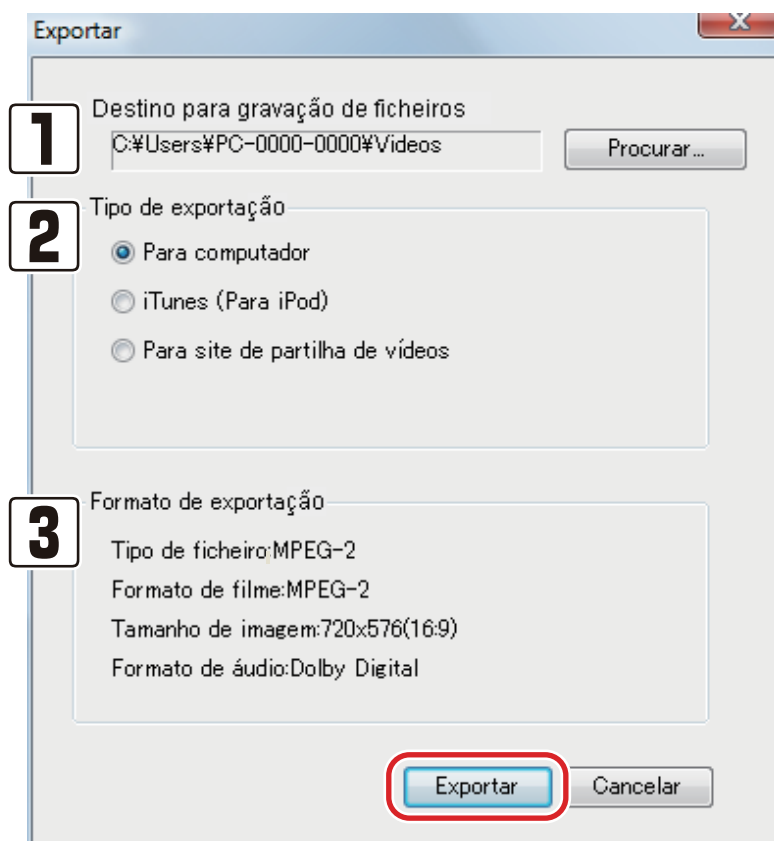 Exportar
1
Destino para gravação de ficheiros
C:¥Users¥PC-0000-0000¥Videos
Procurar...
2
Tipo de exportação
Para computador
iTunes (Para iPod)
Para site de partilha de vídeos
3
Formato de exportação
Tipo de ficheiro:MPEG-2
Formato de filme:MPEG-2
Tamanho de imagem:720x576(16:9)
Formato de áudio:Dolby Digital
Exportar
Cancelar